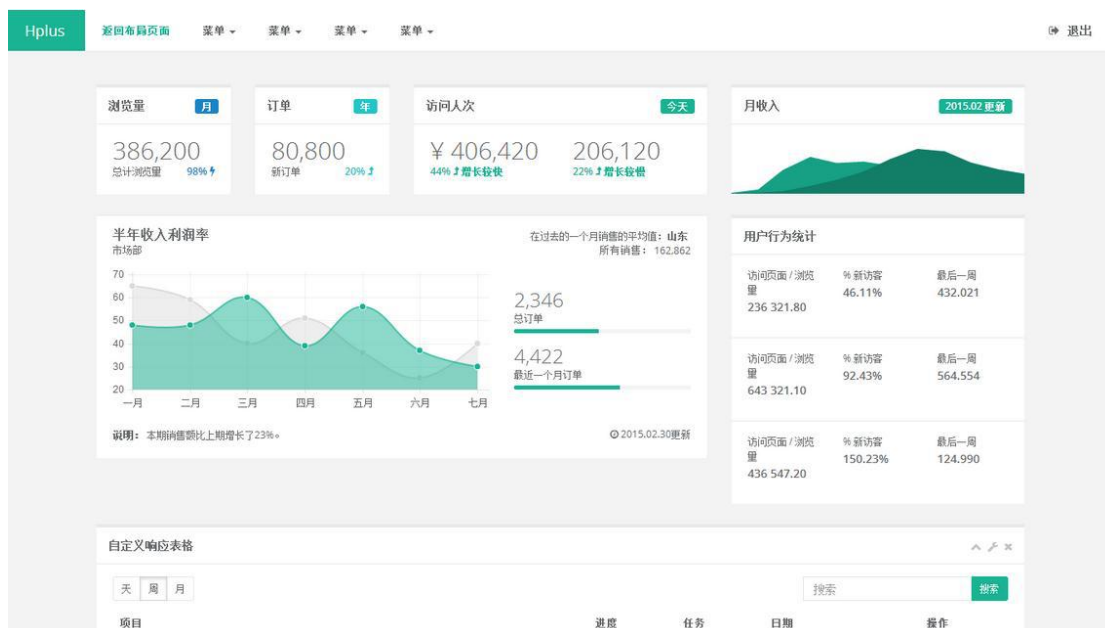 Hplus 返回布局页面 菜单 菜单 菜单 菜单 退出
浏览量 月
386,200
总计浏览量 98%
订单 年
80,800
新订单 20%
访问人次 今天
¥ 406,420 206,120
44% 增长较快 22% 增长较慢
月收入 2015.02更新
半年收入利润率
市场部
在过去的一个月销售的平均值：山东
所有销售： 162,862
70
60
50
40
30
20
一月 二月 三月 四月 五月 六月 七月
2,346
总订单
4,422
最近一个月订单
说明： 本期销售额比上期增长了23%。
2015.02.30更新
用户行为统计
访问页面 / 浏览
量
236 321.80
% 新访客
46.11%
最后一周
432.021
访问页面 / 浏览
量
643 321.10
% 新访客
92.43%
最后一周
564.554
访问页面 / 浏览
量
436 547.20
% 新访客
150.23%
最后一周
124.990
自定义响应表格
天 周 月
搜索 搜索
项目 进度 任务 日期 操作